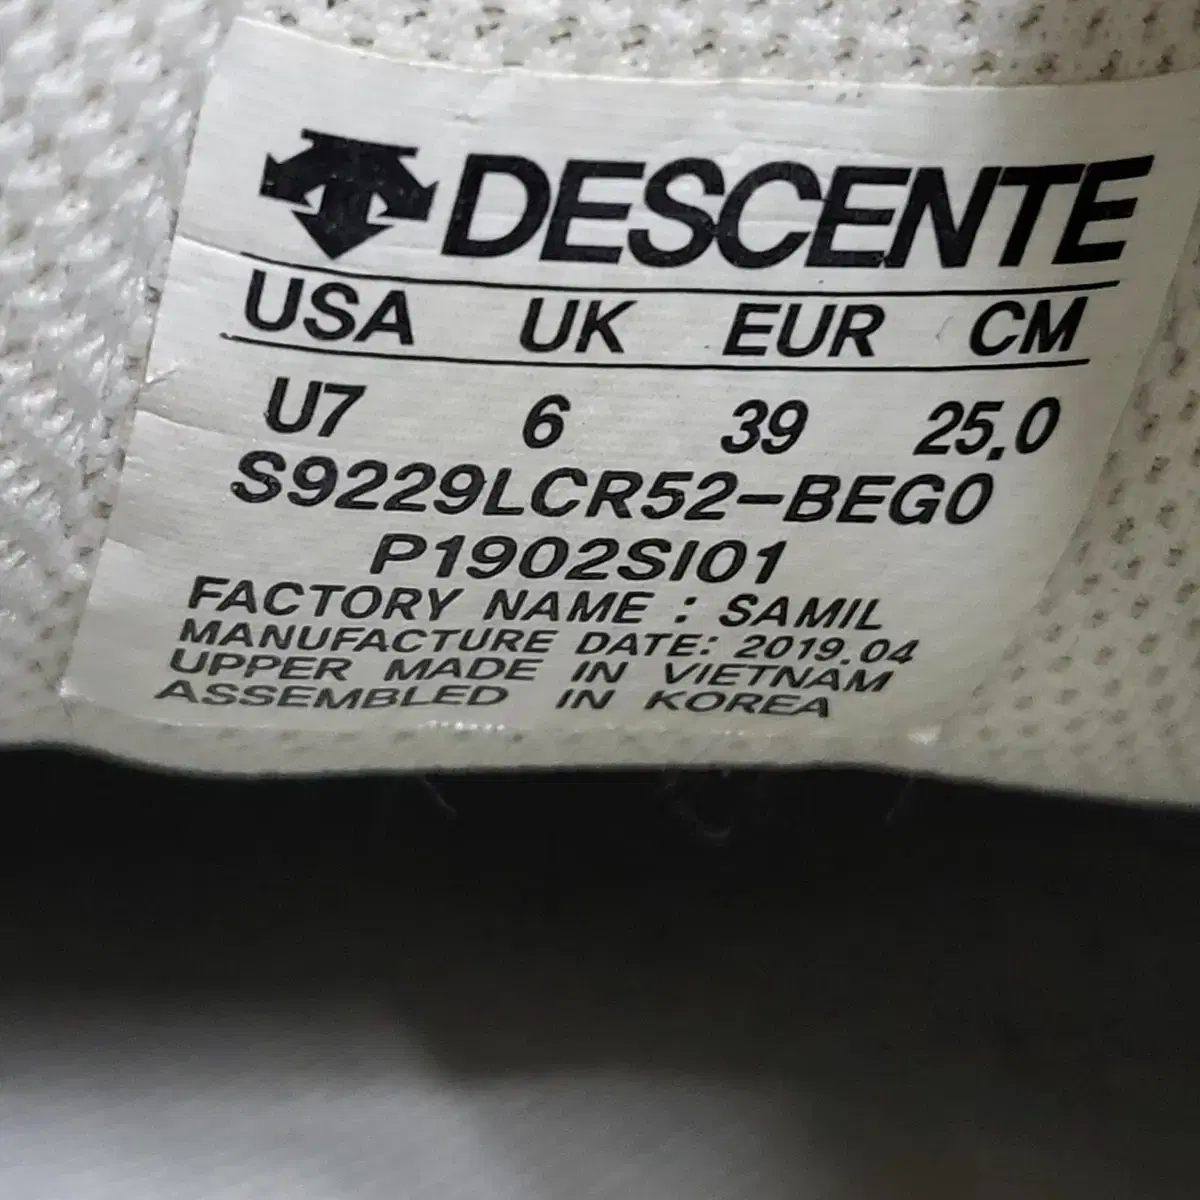 DESCENTE
USA UK EUR CM
U7 6 39 25.0
S9229LCR52-BEG0
P1902SI01
FACTORY NAME : SAMIL
MANUFACTURE DATE: 2019.04
UPPER MADE IN VIETNAM
ASSEMBLED IN KOREA